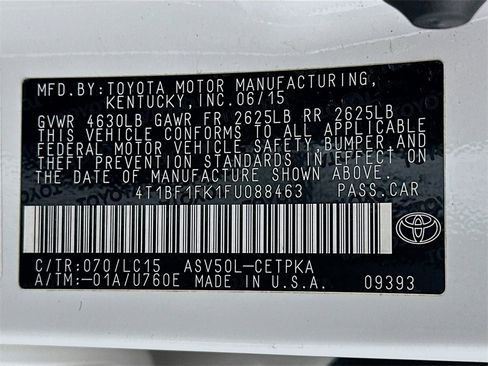 MFD. BY: TOYOTA MOTOR MANUFACTURING,
KENTUCKY, INC. 06/15
GVWR 4630LB GAWR FR 2625LB RR 2625LB
THIS VEHICLE CONFORMS TO ALL APPLICABLE
FEDERAL MOTOR VEHICLE SAFETY, BUMPER, AND
THEFT PREVENTION STANDARDS IN EFFECT ON
THE DATE OF MANUFACTURE SHOWN ABOVE.
4T1BF1FK1FU088463 PASS. CAR
C/TR: 070/LC15 ASV50L-CETPKA
A/TM: -01A/U760E MADE IN U.S.A. 09393